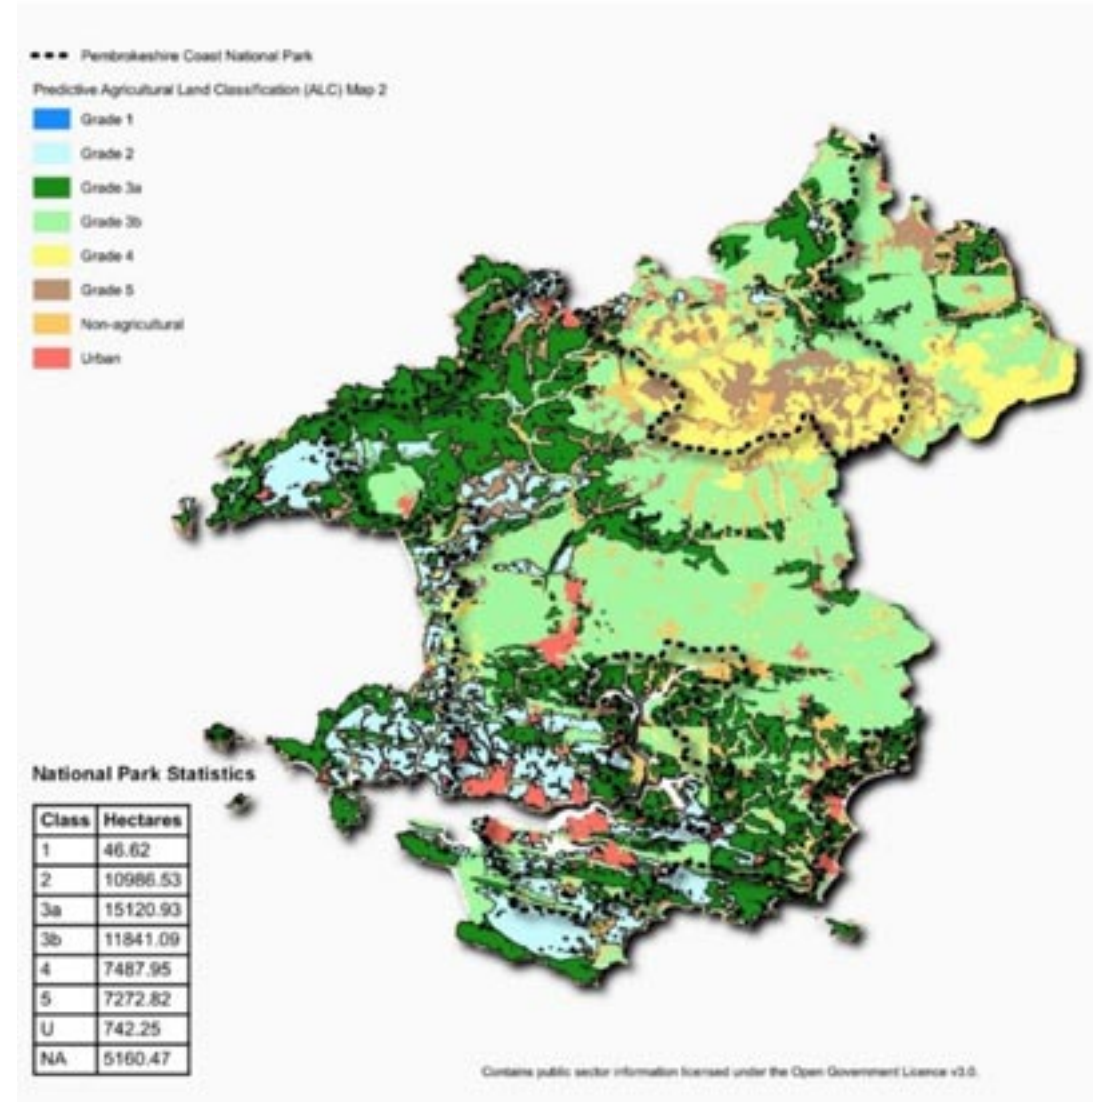 Pembrokeshire Coast National Park
Predictive Agricultural Land Classification (ALC) Map 2
Grade 1
Grade 2
Grade 3a
Grade 3b
Grade 4
Grade 5
Non-agricultural
Urban
National Park Statistics
Class Hectares
1 46.62
2 10986.53
3a 15120.93
3b 11841.09
4 7487.95
5 7272.82
U 742.25
NA 5160.47
Contains public sector information licensed under the Open Government Licence v3.0.